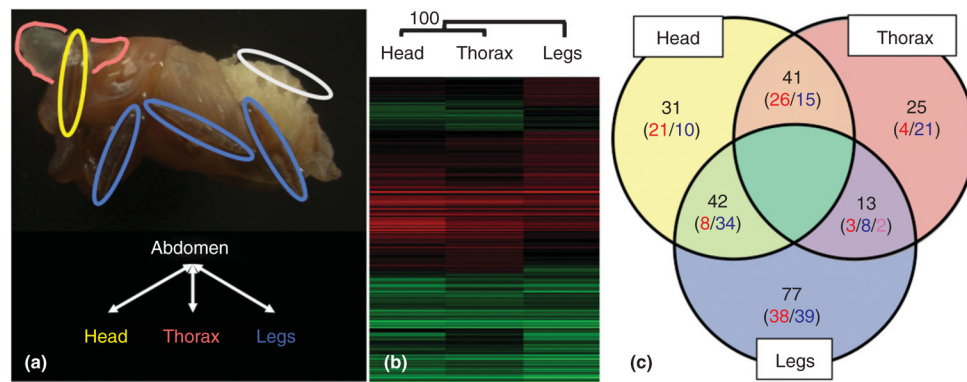 Abdomen
Head Thorax Legs
(a)
100
Head Thorax Legs
(b)
Head
Thorax
41
(26/15)
31
(21/10)
25
(4/21)
42
(8/34)
13
(3/8/2)
77
(38/39)
Legs
(c)